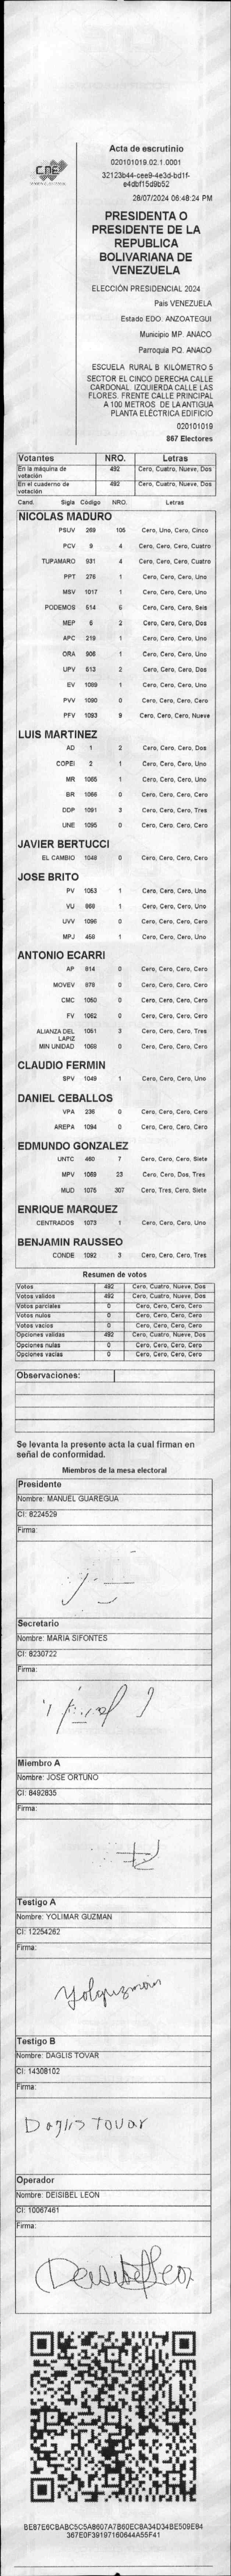 CNE
Acta de escrutinio
020101019.02.1.0001
32123b44-cee9-4e3d-bd1f-
e4dbf15d9b52
28/07/2024 06:48:24 PM
PRESIDENTA O
PRESIDENTE DE LA
REPUBLICA
BOLIVARIANA DE
VENEZUELA
ELECCIÓN PRESIDENCIAL 2024
País VENEZUELA
Estado EDO. ANZOATEGUI
Municipio MP. ANACO
Parroquia PQ. ANACO
ESCUELA RURAL B KILÓMETRO 5
SECTOR EL CINCO DERECHA CALLE
CARDONAL. IZQUIERDA CALLE LAS
FLORES. FRENTE CALLE PRINCIPAL
A 100 METROS DE LA ANTIGUA
PLANTA ELÉCTRICA EDIFICIO
020101019
867 Electores
Votantes NRO. Letras
En la máquina de votación 492 Cero, Cuatro, Nueve, Dos
En el cuaderno de votación 492 Cero, Cuatro, Nueve, Dos
Cand. Sigla Código NRO. Letras
NICOLAS MADURO
PSUV 269 105 Cero, Uno, Cero, Cinco
PCV 9 4 Cero, Cero, Cero, Cuatro
TUPAMARO 931 4 Cero, Cero, Cero, Cuatro
PPT 276 1 Cero, Cero, Cero, Uno
MSV 1017 1 Cero, Cero, Cero, Uno
PODEMOS 514 6 Cero, Cero, Cero, Seis
MEP 6 2 Cero, Cero, Cero, Dos
APC 219 1 Cero, Cero, Cero, Uno
ORA 906 1 Cero, Cero, Cero, Uno
UPV 513 2 Cero, Cero, Cero, Dos
EV 1089 1 Cero, Cero, Cero, Uno
PVV 1090 0 Cero, Cero, Cero, Cero
PFV 1093 9 Cero, Cero, Cero, Nueve
LUIS MARTINEZ
AD 1 2 Cero, Cero, Cero, Dos
COPEI 2 1 Cero, Cero, Cero, Uno
MR 1065 1 Cero, Cero, Cero, Uno
BR 1066 0 Cero, Cero, Cero, Cero
DDP 1091 3 Cero, Cero, Cero, Tres
UNE 1095 0 Cero, Cero, Cero, Cero
JAVIER BERTUCCI
EL CAMBIO 1048 0 Cero, Cero, Cero, Cero
JOSE BRITO
PV 1053 1 Cero, Cero, Cero, Uno
VU 868 1 Cero, Cero, Cero, Uno
UVV 1096 0 Cero, Cero, Cero, Cero
MPJ 456 1 Cero, Cero, Cero, Uno
ANTONIO ECARRI
AP 914 0 Cero, Cero, Cero, Cero
MOVEV 878 0 Cero, Cero, Cero, Cero
CMC 1050 0 Cero, Cero, Cero, Cero
FV 1062 0 Cero, Cero, Cero, Cero
ALIANZA DEL LAPIZ 1051 3 Cero, Cero, Cero, Tres
MIN UNIDAD 1069 0 Cero, Cero, Cero, Cero
CLAUDIO FERMIN
SPV 1049 1 Cero, Cero, Cero, Uno
DANIEL CEBALLOS
VPA 236 0 Cero, Cero, Cero, Cero
AREPA 1094 0 Cero, Cero, Cero, Cero
EDMUNDO GONZALEZ
UNTC 460 7 Cero, Cero, Cero, Siete
MPV 1069 23 Cero, Cero, Dos, Tres
MUD 1075 307 Cero, Tres, Cero, Siete
ENRIQUE MARQUEZ
CENTRADOS 1073 1 Cero, Cero, Cero, Uno
BENJAMIN RAUSSEO
CONDE 1092 3 Cero, Cero, Cero, Tres
Resumen de votos
Votos 492 Cero, Cuatro, Nueve, Dos
Votos validos 492 Cero, Cuatro, Nueve, Dos
Votos parciales 0 Cero, Cero, Cero, Cero
Votos nulos 0 Cero, Cero, Cero, Cero
Votos vacios 0 Cero, Cero, Cero, Cero
Opciones validas 492 Cero, Cuatro, Nueve, Dos
Opciones nulas 0 Cero, Cero, Cero, Cero
Opciones vacias 0 Cero, Cero, Cero, Cero
Observaciones:
Se levanta la presente acta la cual firman en
señal de conformidad.
Miembros de la mesa electoral
Presidente
Nombre: MANUEL GUAREGUA
CI: 8224529
Firma:
Secretario
Nombre: MARIA SIFONTES
CI: 8230722
Firma:
Miembro A
Nombre: JOSE ORTUÑO
CI: 8492835
Firma:
Testigo A
Nombre: YOLIMAR GUZMAN
CI: 12254262
Firma:
Yolguzman
Testigo B
Nombre: DAGLIS TOVAR
CI: 14308102
Firma:
Daglis Tovar
Operador
Nombre: DEISIBEL LEON
CI: 10067461
Firma:
Deisibel Leon
BE87E6CBABC5C5A8607A7B60EC8A34D34BE509E84
367E0F39197160644A55F41